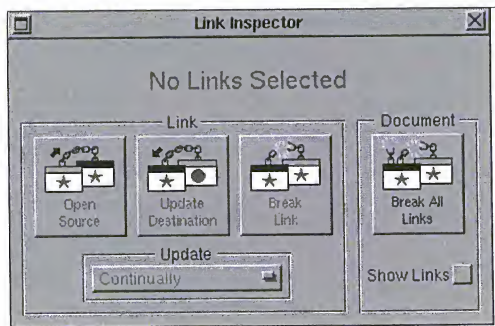 Link Inspector
No Links Selected
Link
Document
Open
Source
Update
Destination
Break
Link
Break All
Links
Update
Continually
Show Links